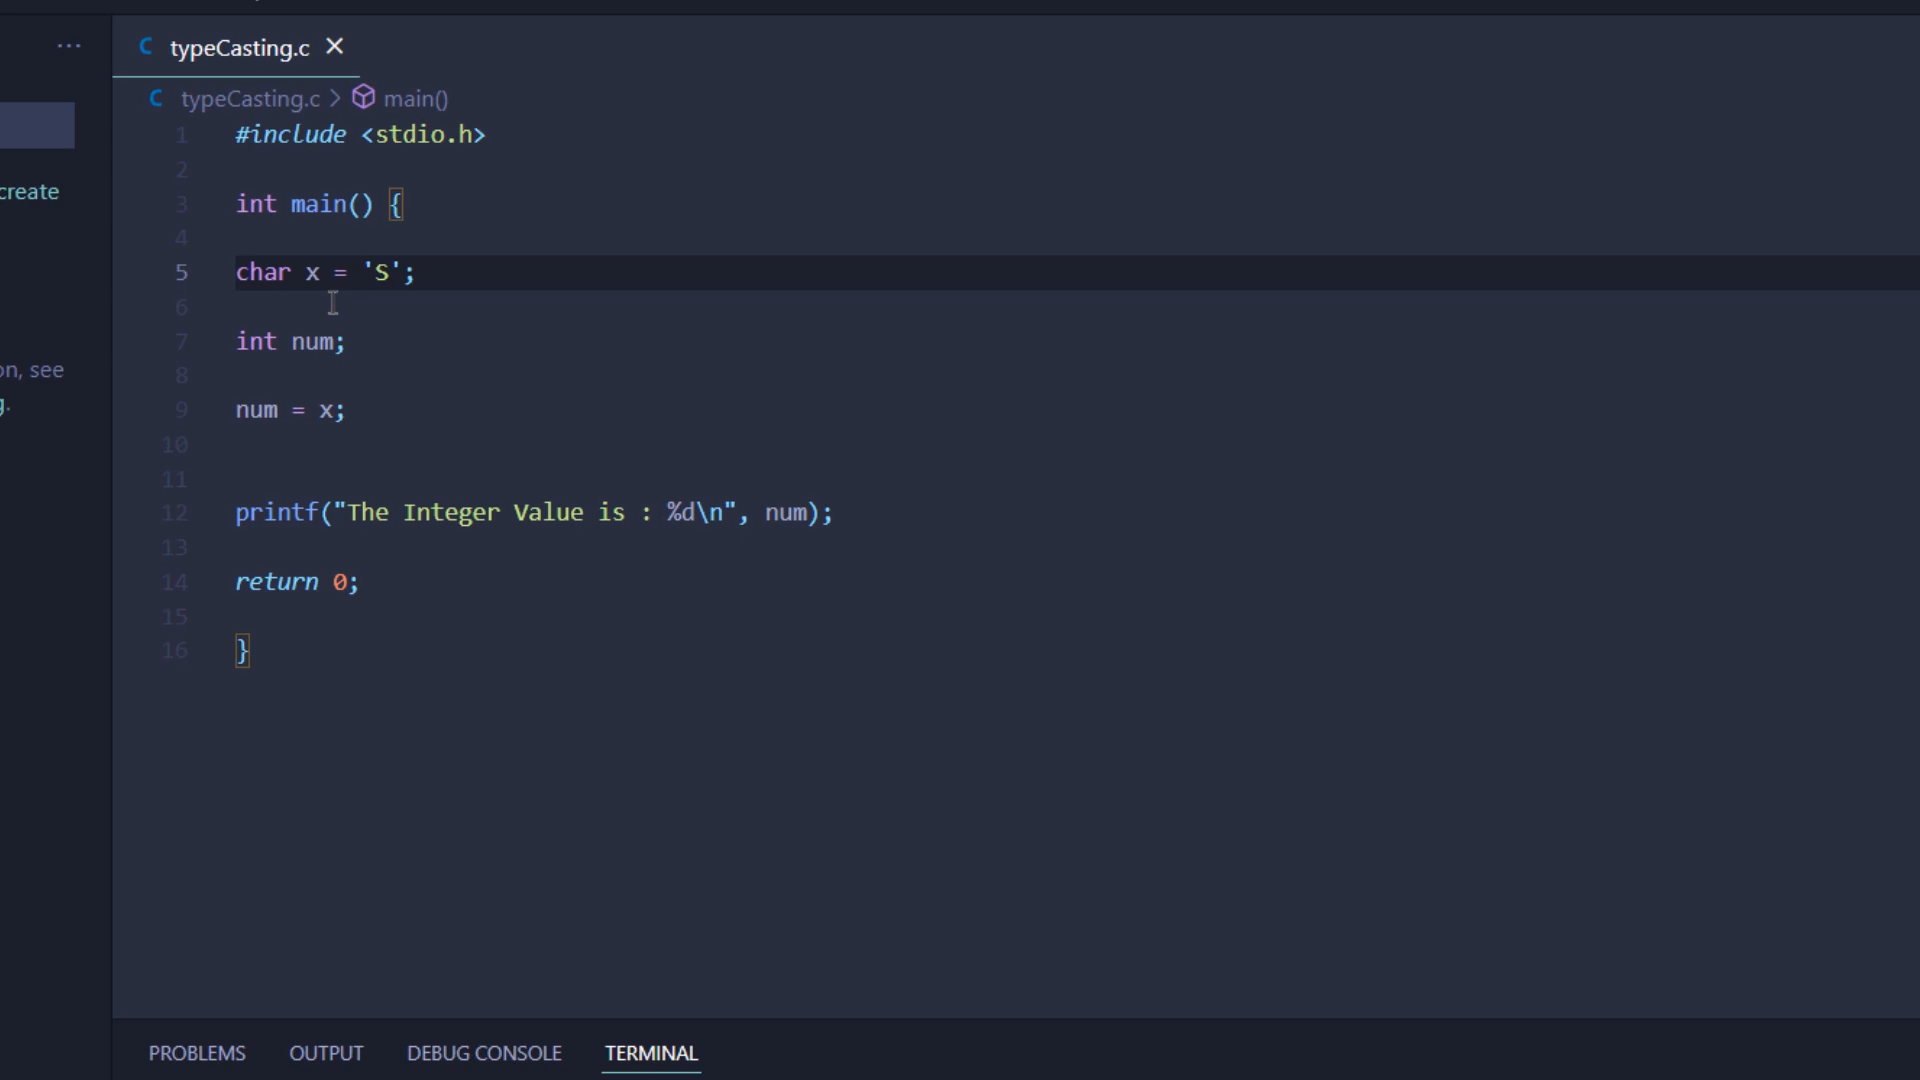 ··· C typeCasting.c ×
C typeCasting.c > main()
1 #include <stdio.h>
2
3 int main() {
create
4
5 char x = 'S';
6
7 int num;
8
on, see
9 num = x;
g.
10
11
12 printf("The Integer Value is : %d\n", num);
13
14 return 0;
15
16 }
PROBLEMS OUTPUT DEBUG CONSOLE TERMINAL